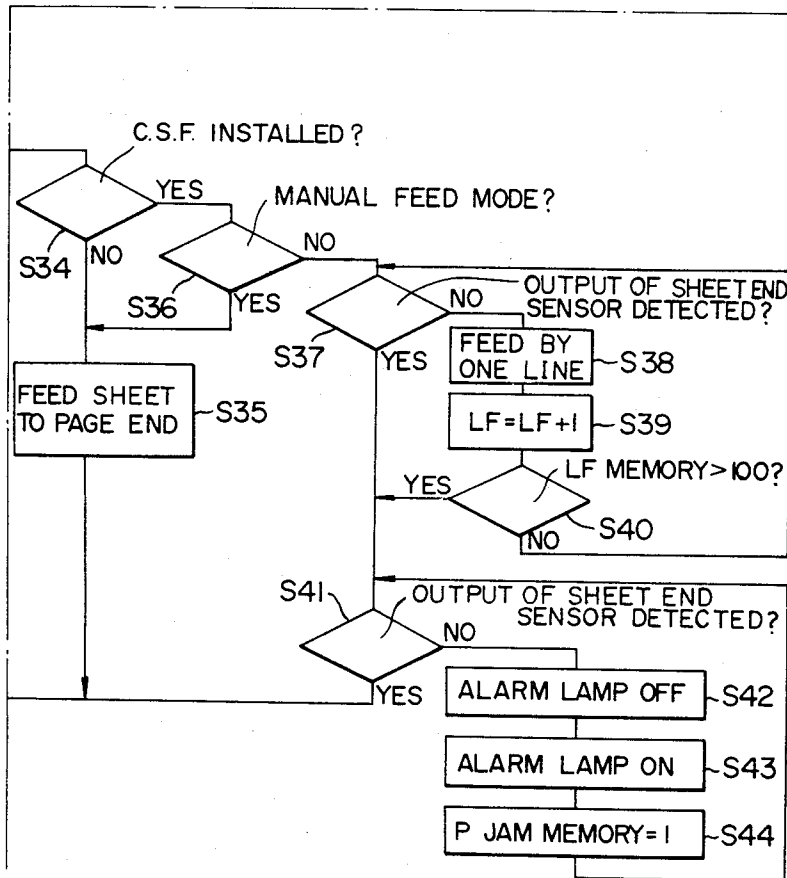 C.S.F. INSTALLED?
YES
MANUAL FEED MODE?
S34
NO
NO
S36
YES
OUTPUT OF SHEET END
SENSOR DETECTED?
NO
S37
YES
FEED BY
ONE LINE
S38
FEED SHEET
TO PAGE END
S35
LF=LF+1
S39
LF MEMORY>100?
YES
S40
NO
S41
OUTPUT OF SHEET END
SENSOR DETECTED?
NO
YES
ALARM LAMP OFF
S42
ALARM LAMP ON
S43
P JAM MEMORY=1
S44